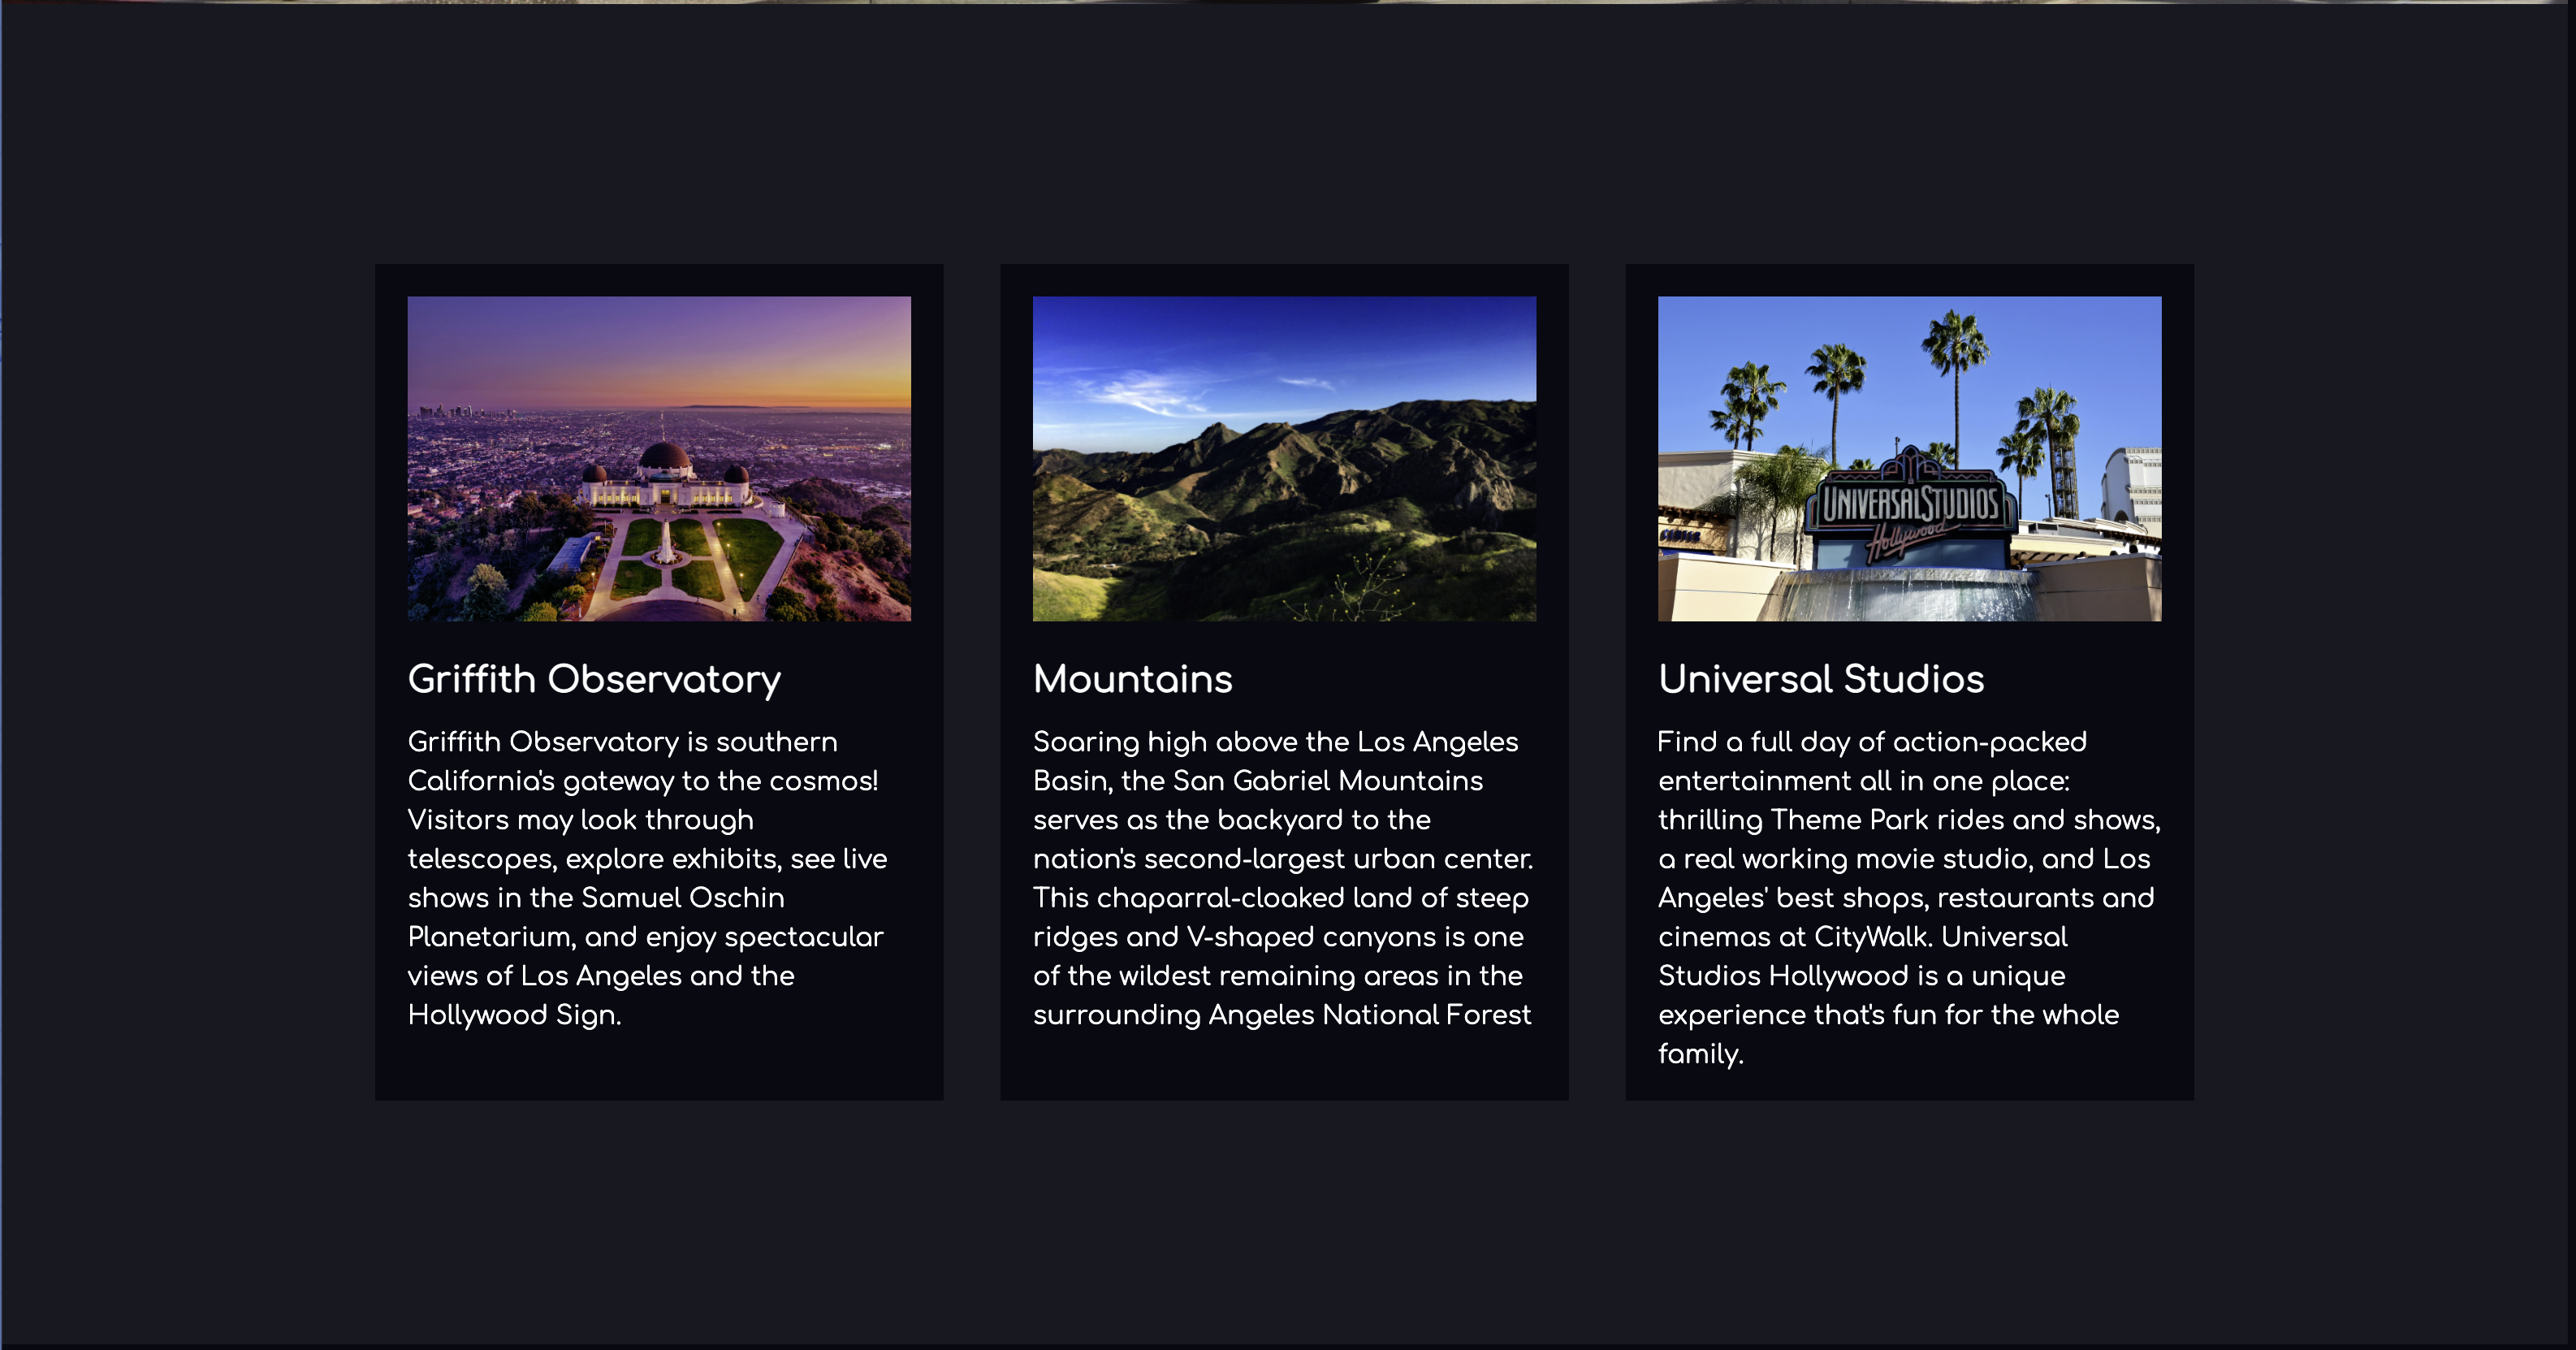 UNIVERSAL STUDIOS
Hollywood
Griffith Observatory
Griffith Observatory is southern
California's gateway to the cosmos!
Visitors may look through
telescopes, explore exhibits, see live
shows in the Samuel Oschin
Planetarium, and enjoy spectacular
views of Los Angeles and the
Hollywood Sign.
Mountains
Soaring high above the Los Angeles
Basin, the San Gabriel Mountains
serves as the backyard to the
nation's second-largest urban center.
This chaparral-cloaked land of steep
ridges and V-shaped canyons is one
of the wildest remaining areas in the
surrounding Angeles National Forest
Universal Studios
Find a full day of action-packed
entertainment all in one place:
thrilling Theme Park rides and shows,
a real working movie studio, and Los
Angeles' best shops, restaurants and
cinemas at CityWalk. Universal
Studios Hollywood is a unique
experience that's fun for the whole
family.